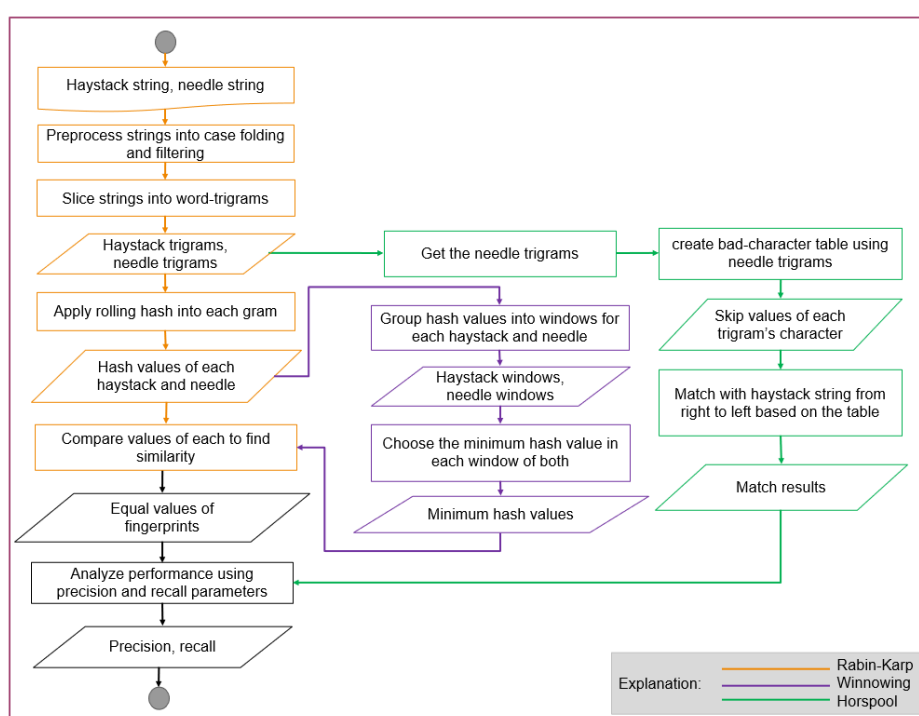 Haystack string, needle string
Preprocess strings into case folding
and filtering
Slice strings into word-trigrams
Haystack trigrams,
needle trigrams
Get the needle trigrams
create bad-character table using
needle trigrams
Apply rolling hash into each gram
Group hash values into windows for
each haystack and needle
Skip values of each
trigram's character
Hash values of each
haystack and needle
Haystack windows,
needle windows
Match with haystack string from
right to left based on the table
Compare values of each to find
similarity
Choose the minimum hash value in
each window of both
Equal values of
fingerprints
Minimum hash values
Match results
Analyze performance using
precision and recall parameters
Precision, recall
Explanation:
Rabin-Karp
Winnowing
Horspool